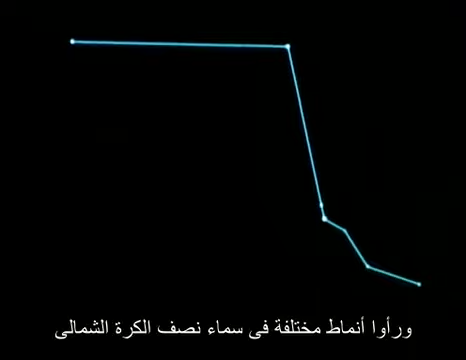 ورأوا أنماط مختلفة فى سماء نصف الكرة الشمالى